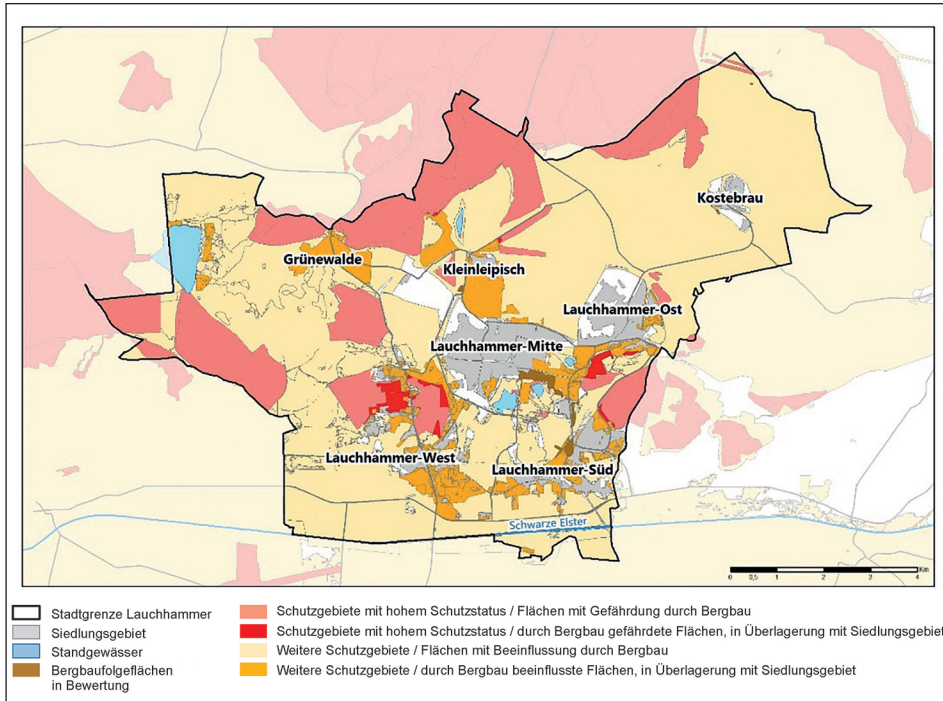 Kostebrau
Grünewalde
Kleinleipisch
Lauchhammer-Ost
Lauchhammer-Mitte
Lauchhammer-West
Lauchhammer-Süd
Schwarze Elster
Km
0 0,5 1 2 3 4
Stadtgrenze Lauchhammer
Siedlungsgebiet
Standgewässer
Bergbaufolgeflächen
in Bewertung
Schutzgebiete mit hohem Schutzstatus / Flächen mit Gefährdung durch Bergbau
Schutzgebiete mit hohem Schutzstatus / durch Bergbau gefährdete Flächen, in Überlagerung mit Siedlungsgebiet
Weitere Schutzgebiete / Flächen mit Beeinflussung durch Bergbau
Weitere Schutzgebiete / durch Bergbau beeinflusste Flächen, in Überlagerung mit Siedlungsgebiet